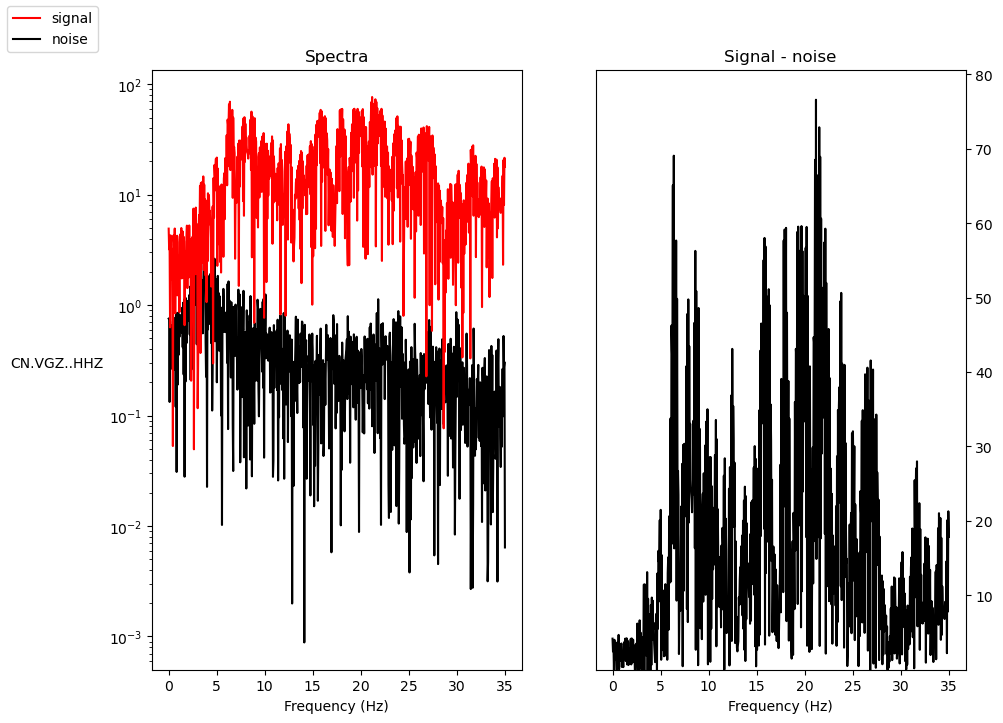 signal
noise
Spectra
Signal - noise
10²
10¹
10⁰
10⁻¹
10⁻²
10⁻³
CN.VGZ..HHZ
80
70
60
50
40
30
20
10
0 5 10 15 20 25 30 35
0 5 10 15 20 25 30 35
Frequency (Hz)
Frequency (Hz)